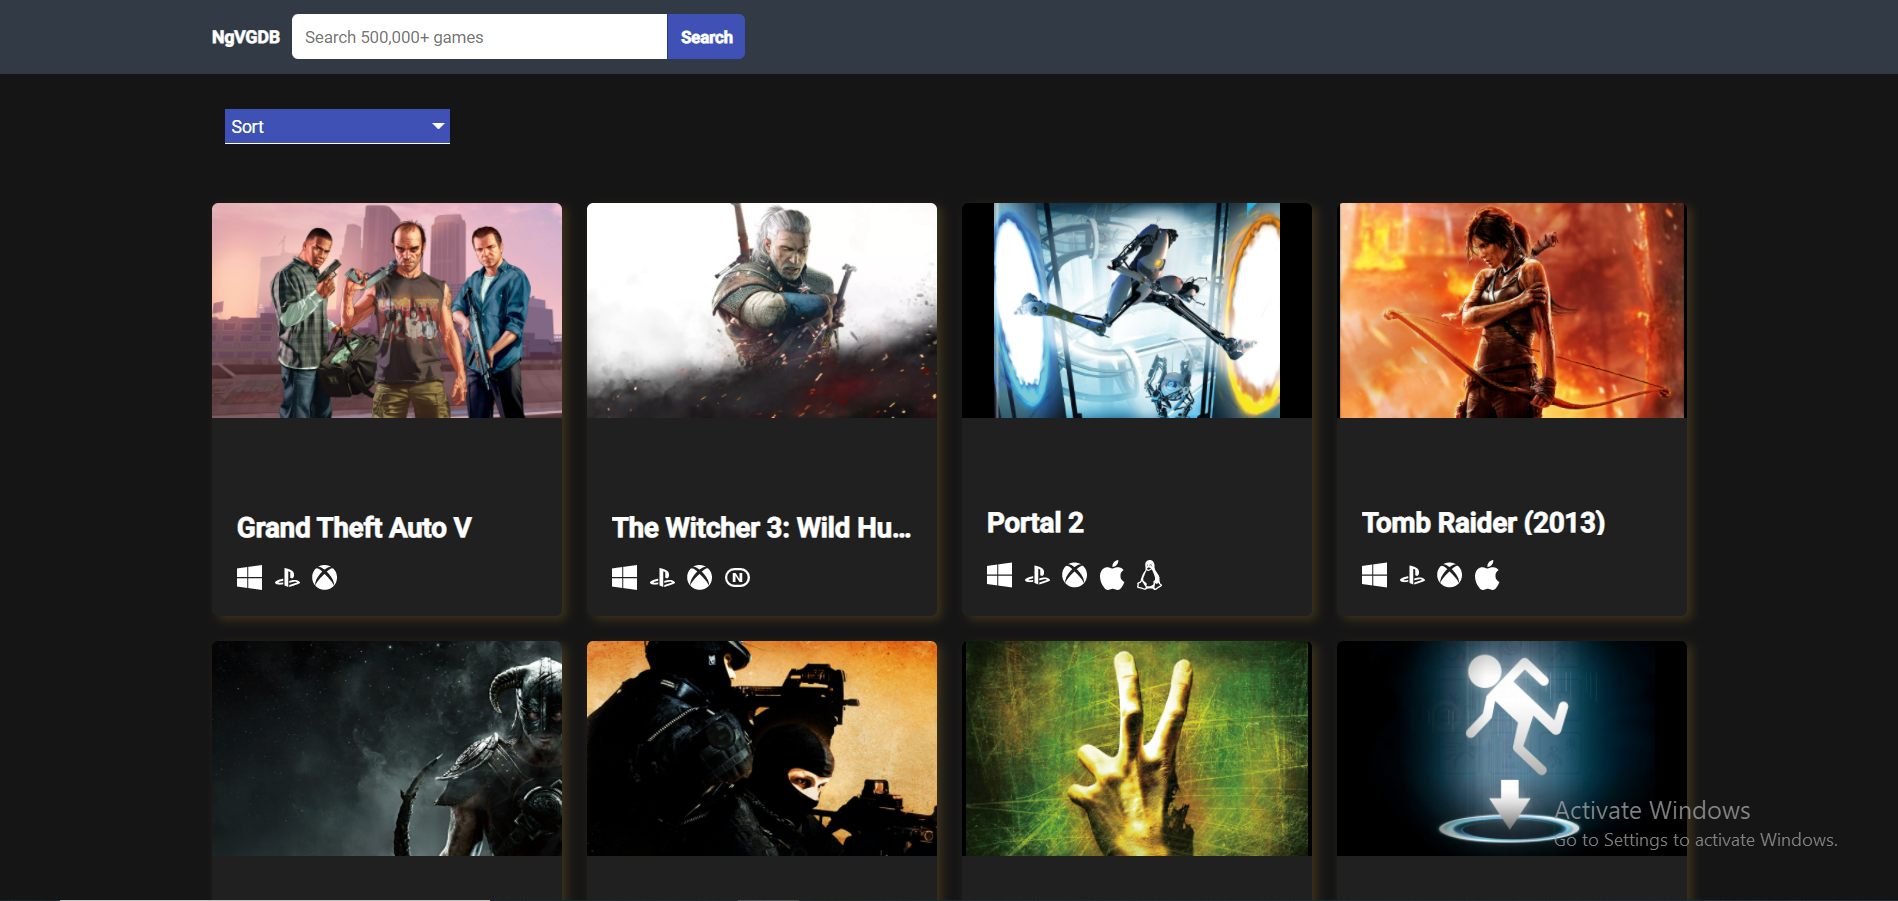 NgVGDB
Search 500,000+ games
Search
Sort
Grand Theft Auto V
The Witcher 3: Wild Hu...
Portal 2
Tomb Raider (2013)
N
Activate Windows
Go to Settings to activate Windows.